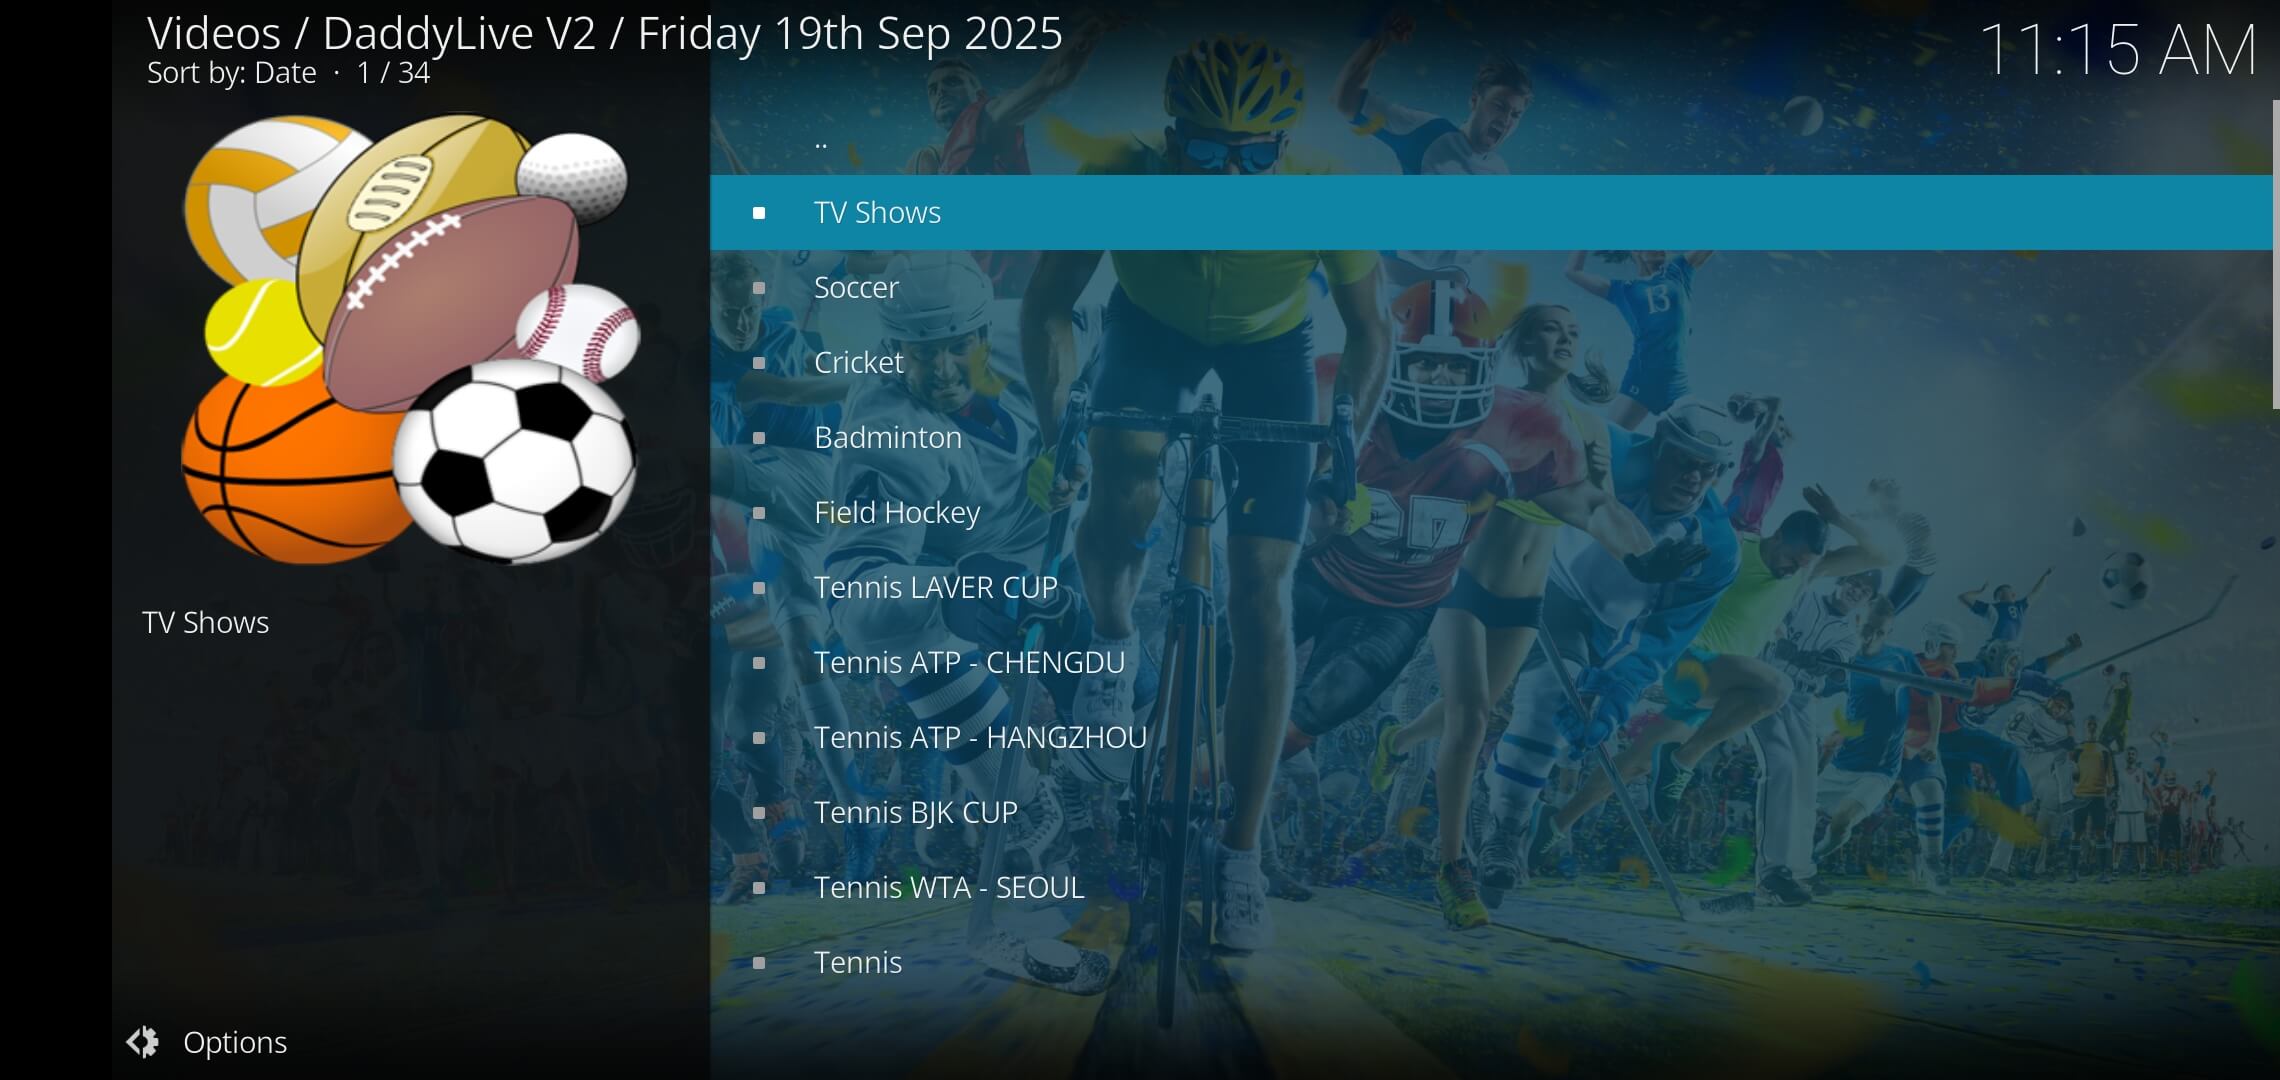 Videos / DaddyLive V2 / Friday 19th Sep 2025
Sort by: Date · 1 / 34
11:15 AM
..
TV Shows
Soccer
Cricket
Badminton
Field Hockey
Tennis LAVER CUP
Tennis ATP - CHENGDU
Tennis ATP - HANGZHOU
Tennis BJK CUP
Tennis WTA - SEOUL
Tennis
TV Shows
Options